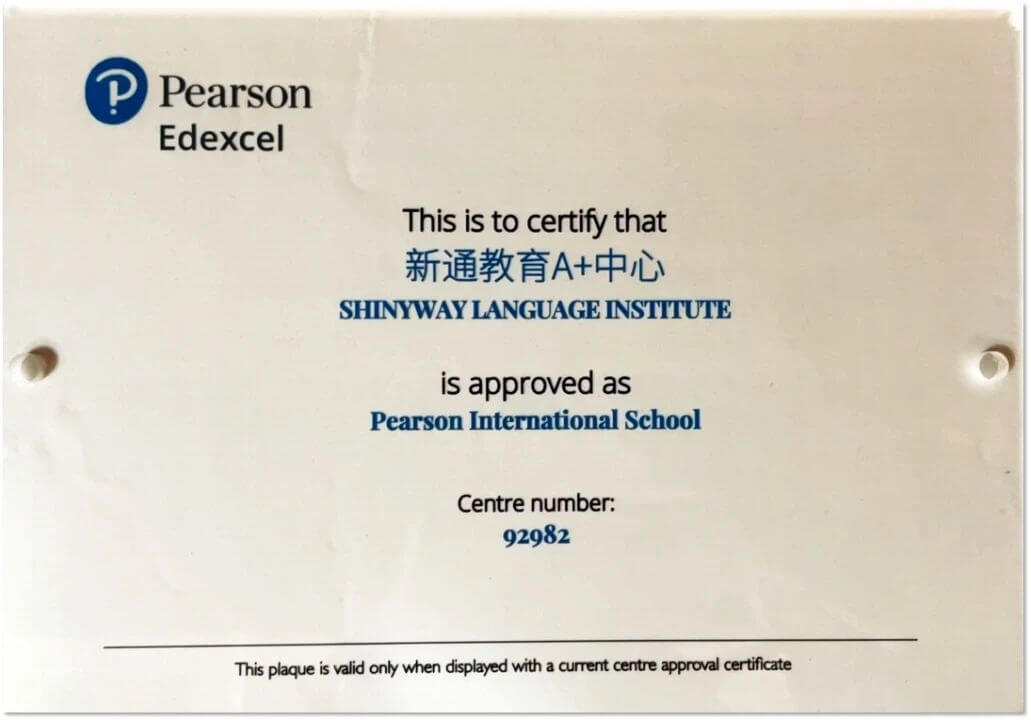 Pearson
Edexcel
This is to certify that
新通教育A+中心
SHINYWAY LANGUAGE INSTITUTE
is approved as
Pearson International School
Centre number:
92982
This plaque is valid only when displayed with a current centre approval certificate